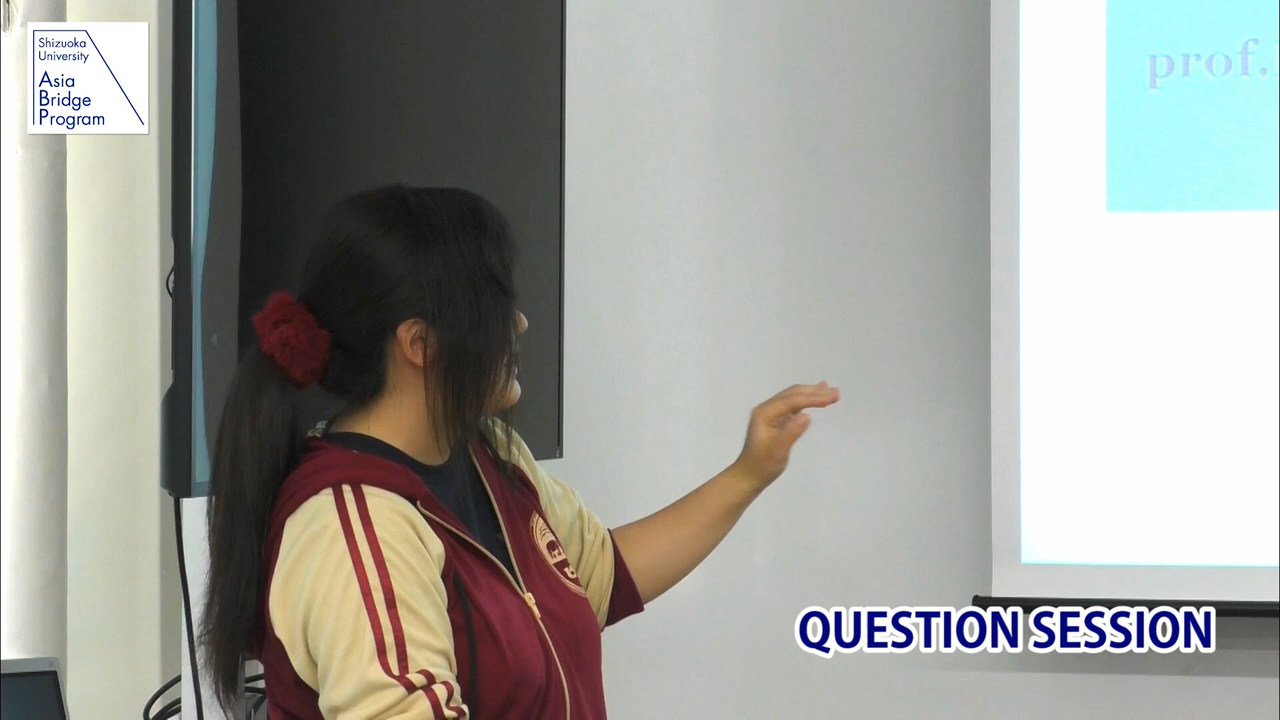 Shizuoka
University
Asia
Bridge
Program
prof.
QUESTION SESSION